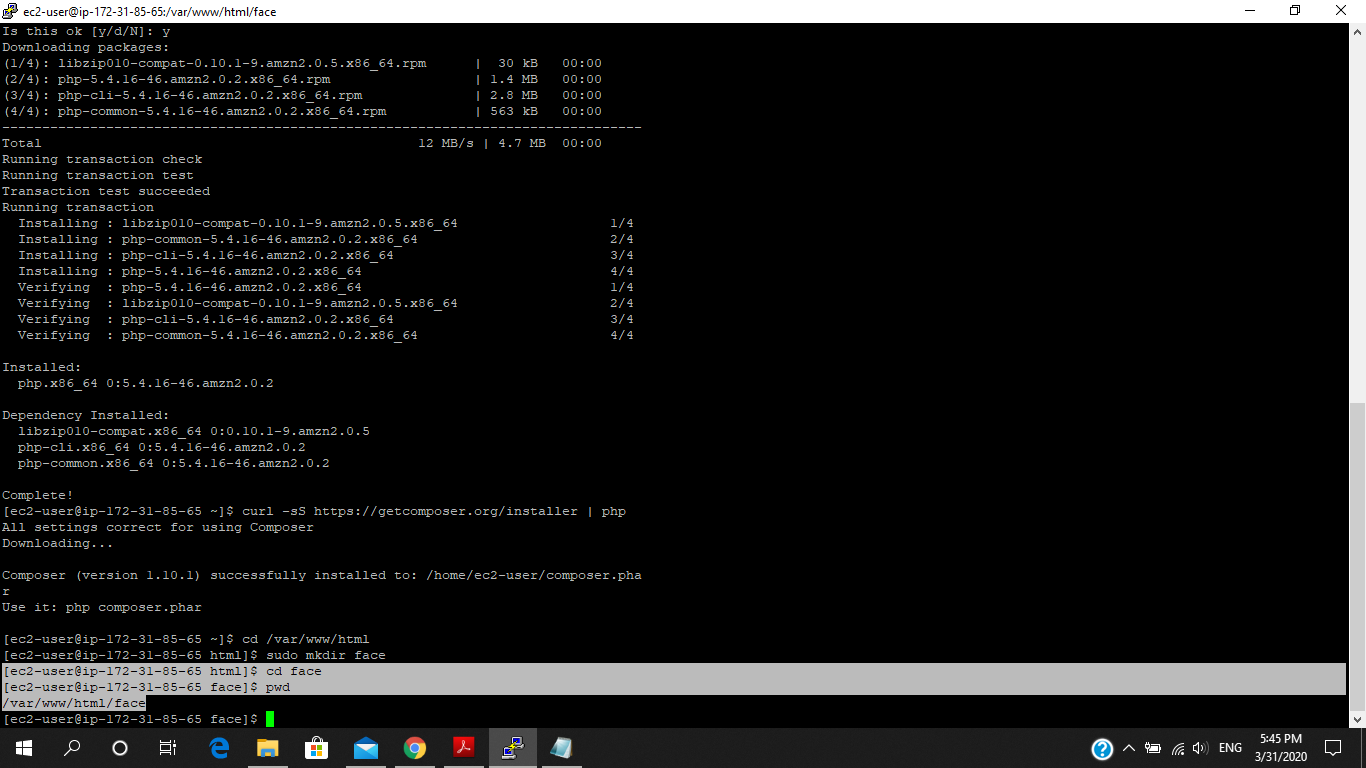 ec2-user@ip-172-31-85-65:/var/www/html/face
Is this ok [y/d/N]: y
Downloading packages:
(1/4): libzip010-compat-0.10.1-9.amzn2.0.5.x86_64.rpm | 30 kB 00:00
(2/4): php-5.4.16-46.amzn2.0.2.x86_64.rpm | 1.4 MB 00:00
(3/4): php-cli-5.4.16-46.amzn2.0.2.x86_64.rpm | 2.8 MB 00:00
(4/4): php-common-5.4.16-46.amzn2.0.2.x86_64.rpm | 563 kB 00:00
--------------------------------------------------------------------------------
Total 12 MB/s | 4.7 MB 00:00
Running transaction check
Running transaction test
Transaction test succeeded
Running transaction
Installing : libzip010-compat-0.10.1-9.amzn2.0.5.x86_64 1/4
Installing : php-common-5.4.16-46.amzn2.0.2.x86_64 2/4
Installing : php-cli-5.4.16-46.amzn2.0.2.x86_64 3/4
Installing : php-5.4.16-46.amzn2.0.2.x86_64 4/4
Verifying : php-5.4.16-46.amzn2.0.2.x86_64 1/4
Verifying : libzip010-compat-0.10.1-9.amzn2.0.5.x86_64 2/4
Verifying : php-cli-5.4.16-46.amzn2.0.2.x86_64 3/4
Verifying : php-common-5.4.16-46.amzn2.0.2.x86_64 4/4
Installed:
php.x86_64 0:5.4.16-46.amzn2.0.2
Dependency Installed:
libzip010-compat.x86_64 0:0.10.1-9.amzn2.0.5
php-cli.x86_64 0:5.4.16-46.amzn2.0.2
php-common.x86_64 0:5.4.16-46.amzn2.0.2
Complete!
[ec2-user@ip-172-31-85-65 ~]$ curl -sS https://getcomposer.org/installer | php
All settings correct for using Composer
Downloading...
Composer (version 1.10.1) successfully installed to: /home/ec2-user/composer.pha
r
Use it: php composer.phar
[ec2-user@ip-172-31-85-65 ~]$ cd /var/www/html
[ec2-user@ip-172-31-85-65 html]$ sudo mkdir face
[ec2-user@ip-172-31-85-65 html]$ cd face
[ec2-user@ip-172-31-85-65 face]$ pwd
/var/www/html/face
[ec2-user@ip-172-31-85-65 face]$
ENG
5:45 PM
3/31/2020